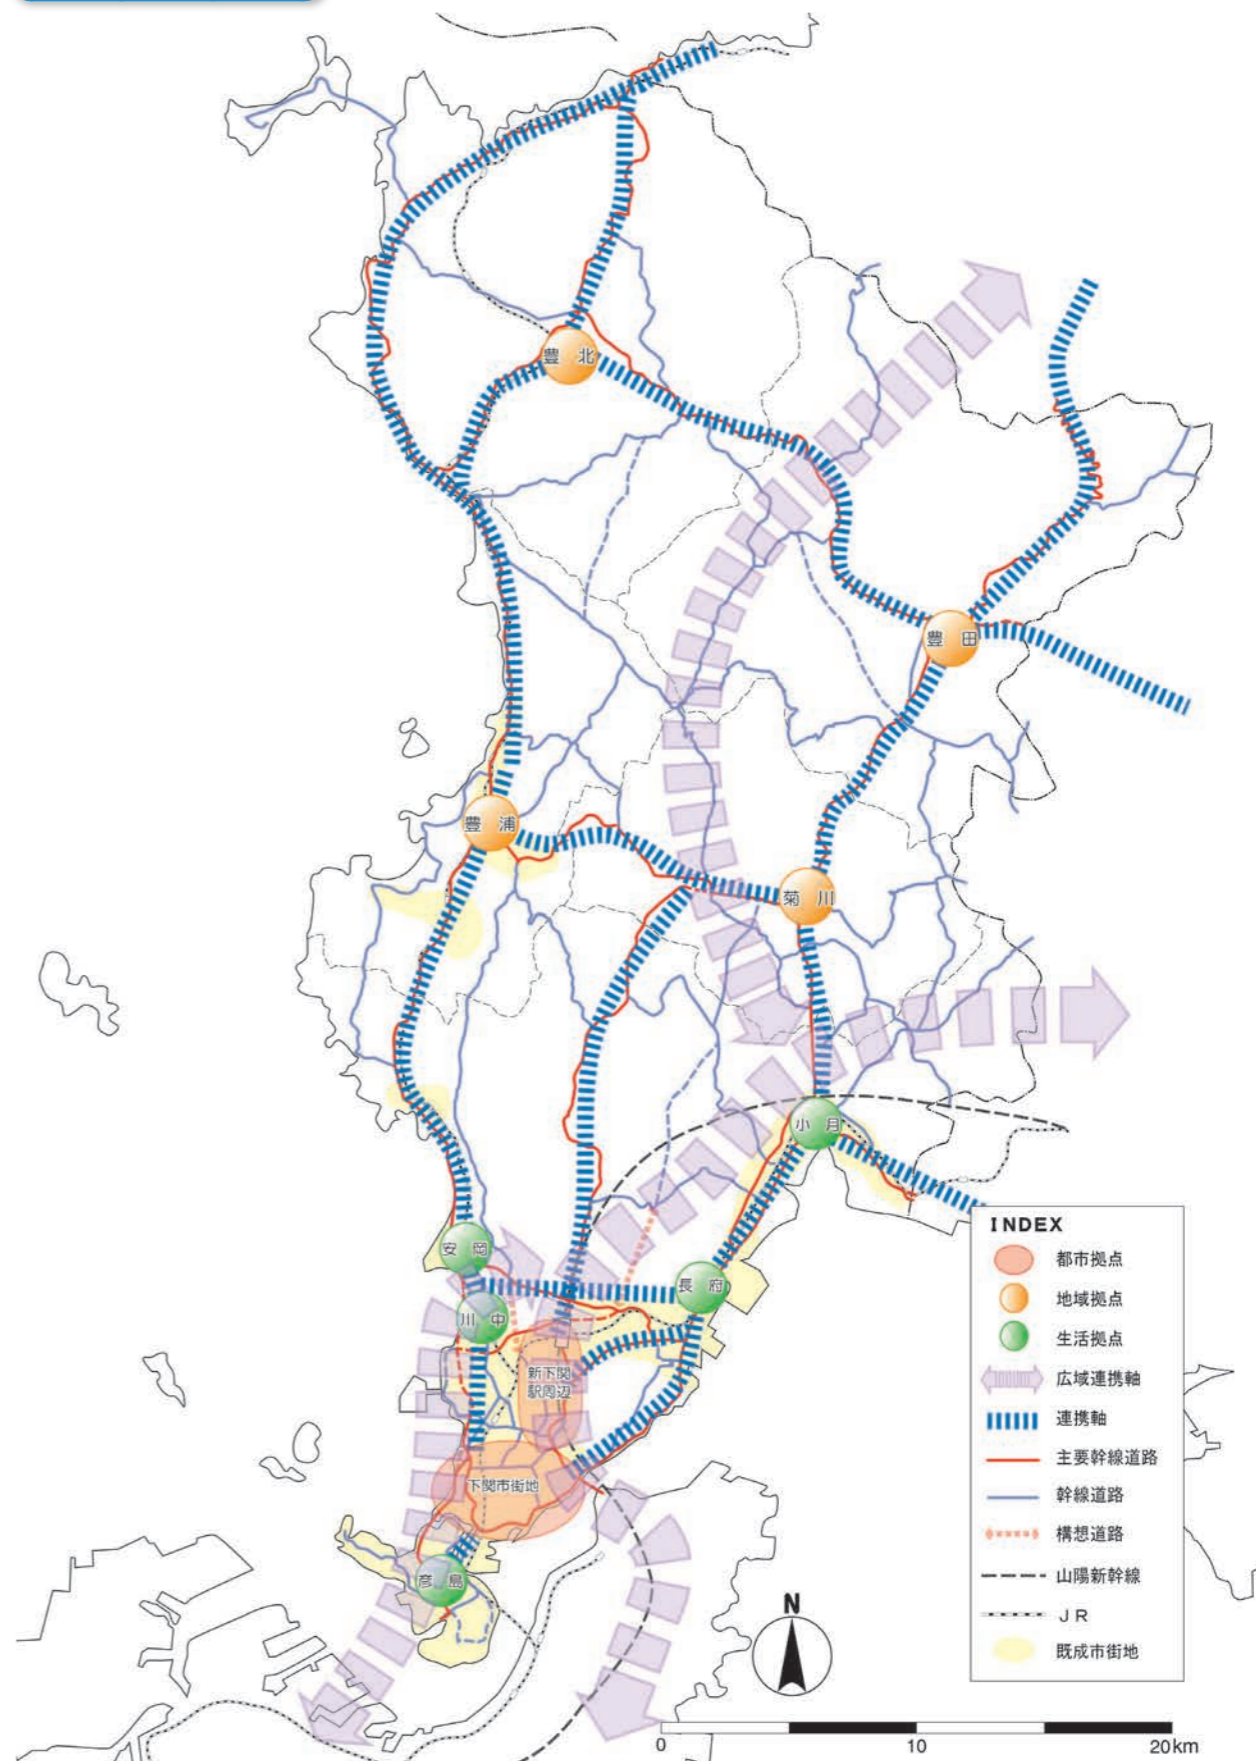 豊 北
豊 田
豊 浦
菊 川
小 月
安 岡
長 府
川 中
新下関
駅周辺
下関市街地
彦 島
INDEX
都市拠点
地域拠点
生活拠点
広域連携軸
連携軸
主要幹線道路
幹線道路
構想道路
山陽新幹線
JR
既成市街地
N
0 10 20km